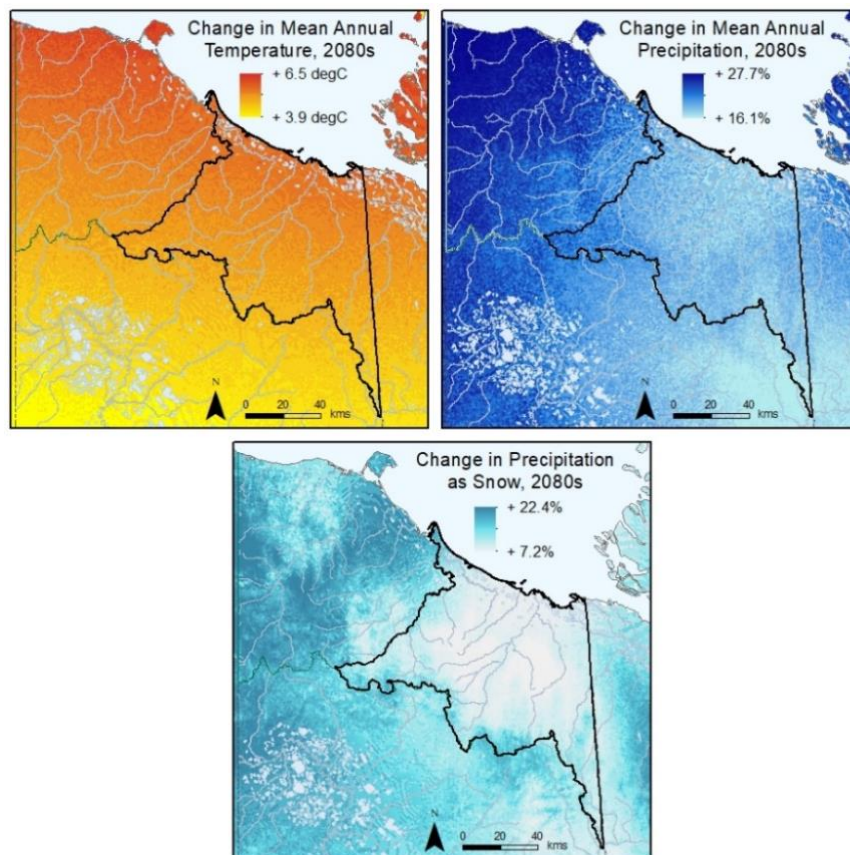 Change in Mean Annual
Temperature, 2080s
+ 6.5 degC
+ 3.9 degC
N
0 20 40
kms
Change in Mean Annual
Precipitation, 2080s
+ 27.7%
+ 16.1%
N
0 20 40
kms
Change in Precipitation
as Snow, 2080s
+ 22.4%
+ 7.2%
N
0 20 40
kms